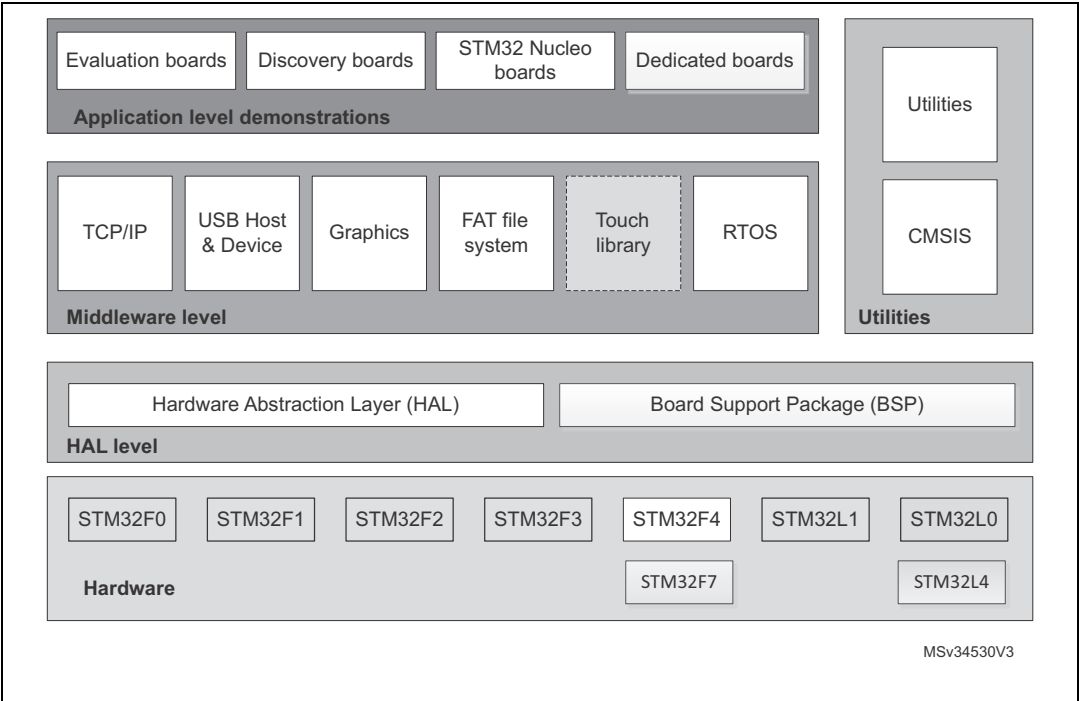 Evaluation boards
Discovery boards
STM32 Nucleo
boards
Dedicated boards
Application level demonstrations
Utilities
CMSIS
Utilities
TCP/IP
USB Host
& Device
Graphics
FAT file
system
Touch
library
RTOS
Middleware level
Hardware Abstraction Layer (HAL)
Board Support Package (BSP)
HAL level
STM32F0
STM32F1
STM32F2
STM32F3
STM32F4
STM32L1
STM32L0
STM32F7
STM32L4
Hardware
MSv34530V3